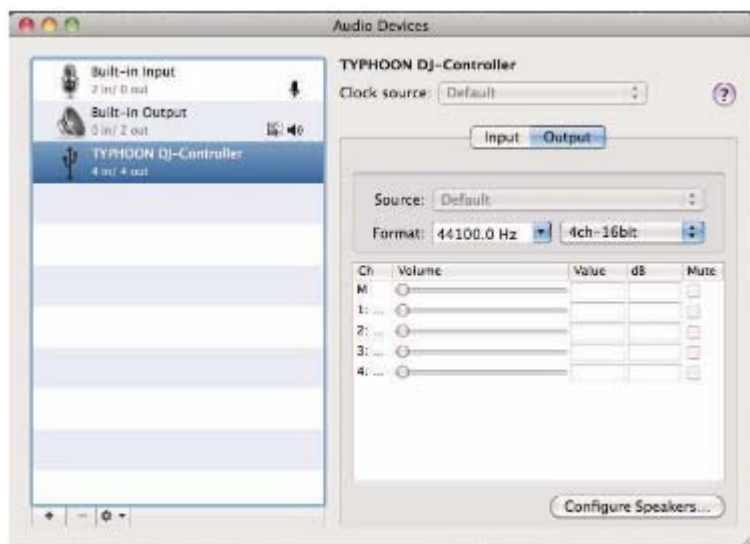 Audio Devices
Built-in Input
2 in/ 0 out
Built-in Output
0 in/ 2 out
TYPHOON DJ-Controller
4 in/ 4 out
TYPHOON DJ-Controller
Clock source: Default
?
Input Output
Source: Default
Format: 44100.0 Hz 4ch-16bit
Ch Volume Value dB Mute
M
1: ...
2: ...
3: ...
4: ...
Configure Speakers...